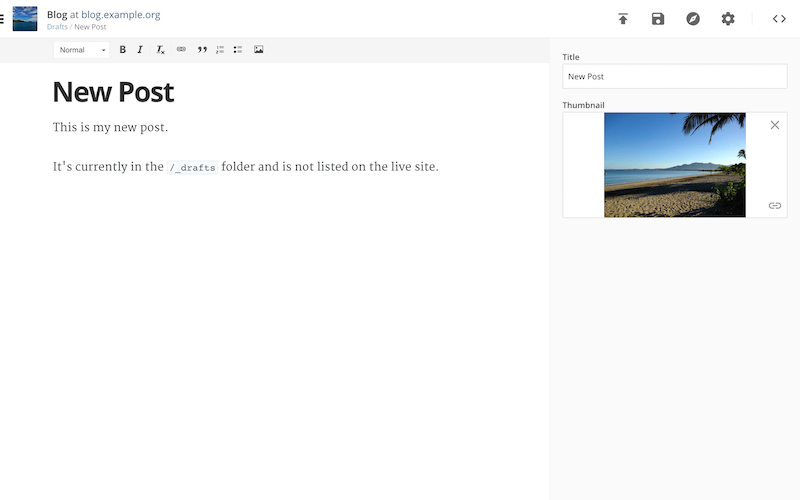 Blog at blog.example.org
Drafts / New Post
Normal B I Tx
New Post
This is my new post.
It's currently in the /_drafts folder and is not listed on the live site.
Title
New Post
Thumbnail